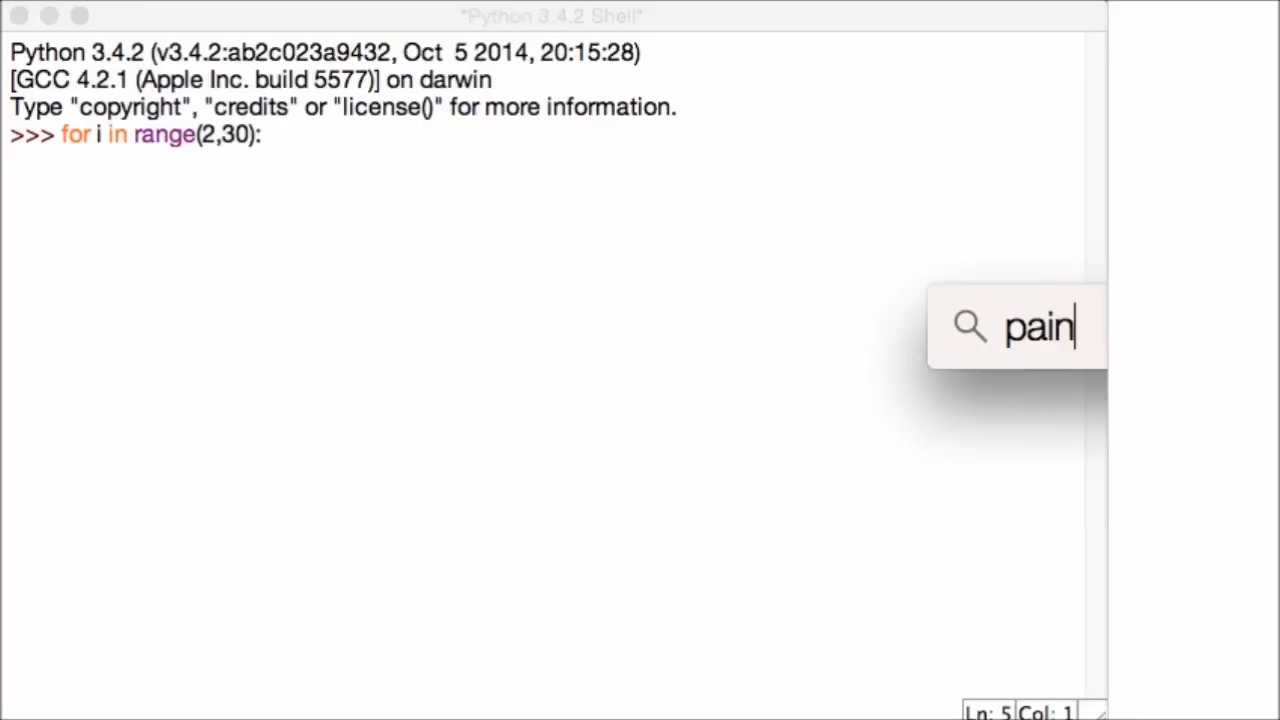 *Python 3.4.2 Shell*
Python 3.4.2 (v3.4.2:ab2c023a9432, Oct  5 2014, 20:15:28)
[GCC 4.2.1 (Apple Inc. build 5577)] on darwin
Type "copyright", "credits" or "license()" for more information.
>>> for i in range(2,30):
pain
Ln: 5 Col: 1